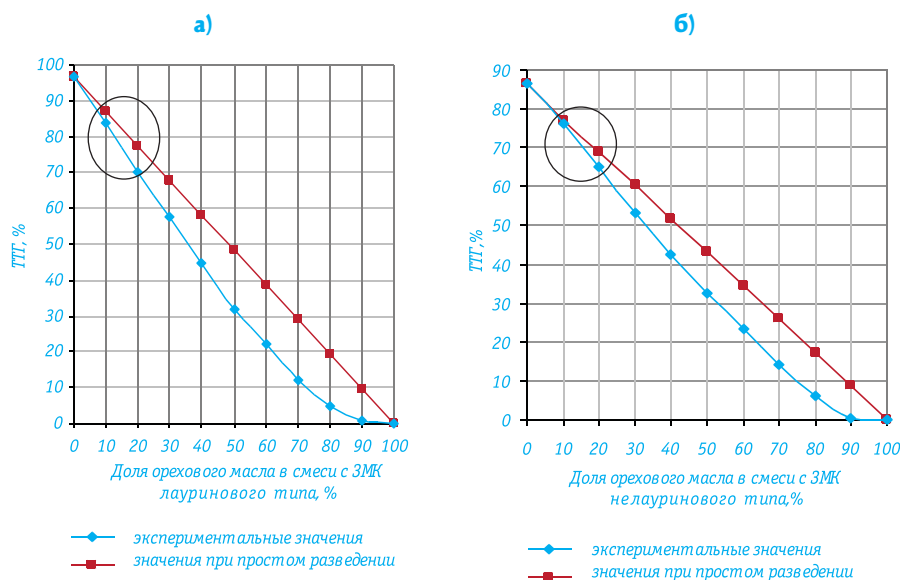 а)
ТТГ, %
100
90
80
70
60
50
40
30
20
10
0
0 10 20 30 40 50 60 70 80 90 100
Доля орехового масла в смеси с ЗМК
лауринового типа, %
экспериментальные значения
значения при простом разведении
б)
ТТГ,%
90
80
70
60
50
40
30
20
10
0
0 10 20 30 40 50 60 70 80 90 100
Доля орехового масла в смеси с ЗМК
нелауринового типа,%
экспериментальные значения
значения при простом разведении